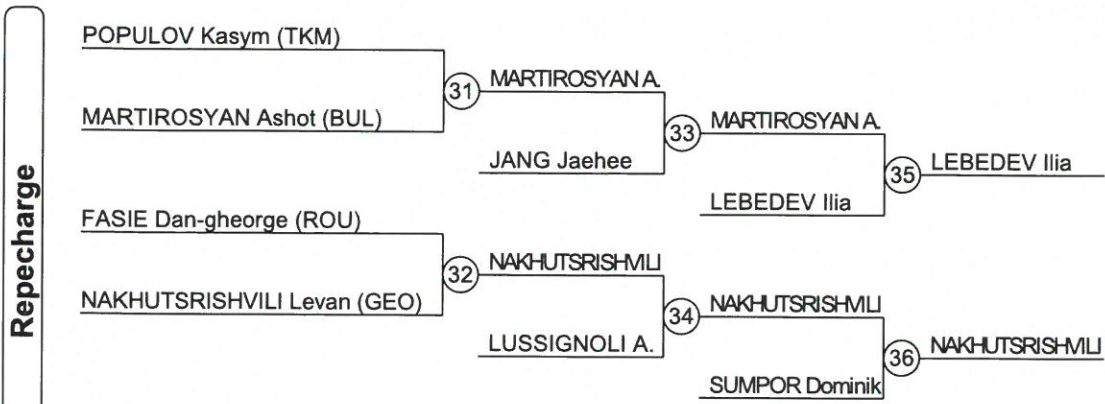 Repechage
POPULOV Kasym (TKM)
MARTIROSYAN Ashot (BUL)
31
MARTIROSYAN A.
JANG Jaehee
33
MARTIROSYAN A.
LEBEDEV Ilia
35
LEBEDEV Ilia
FASIE Dan-gheorge (ROU)
NAKHUTSRISHVILI Levan (GEO)
32
NAKHUTSRISHVILI
LUSSIGNOLI A.
34
NAKHUTSRISHVILI
SUMPOR Dominik
36
NAKHUTSRISHVILI